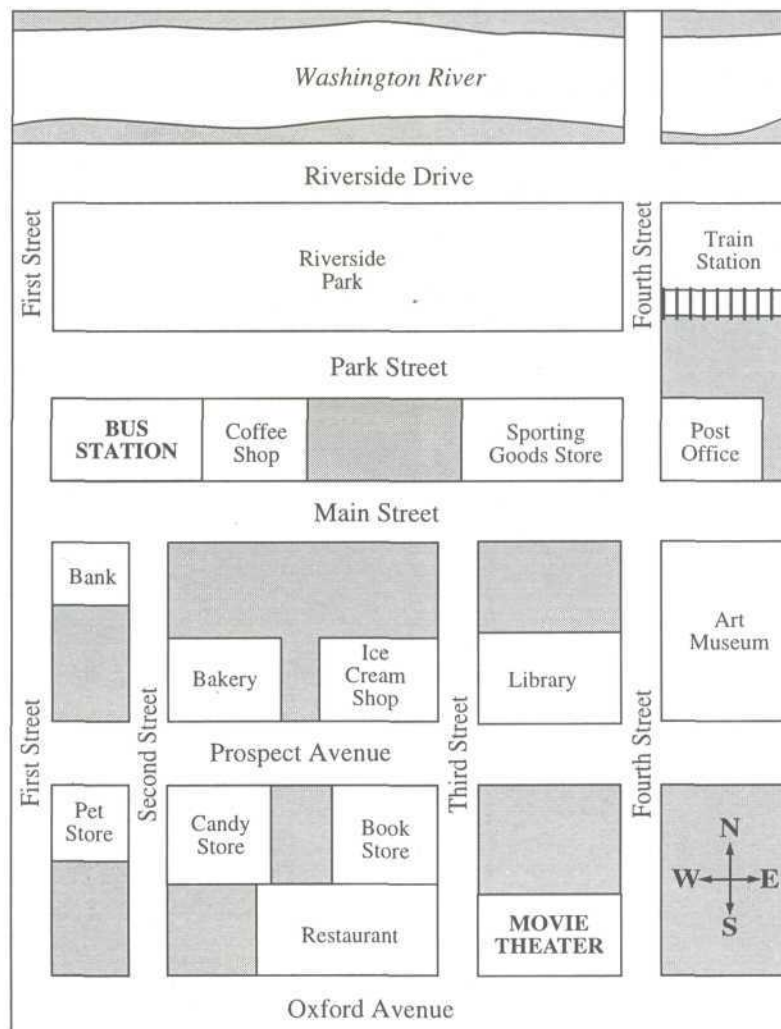 Washington River
Riverside Drive
First Street
Riverside
Park
Fourth Street
Train
Station
Park Street
BUS
STATION
Coffee
Shop
Sporting
Goods Store
Post
Office
Main Street
Bank
Bakery
Ice
Cream
Shop
Library
Art
Museum
First Street
Second Street
Prospect Avenue
Third Street
Fourth Street
Pet
Store
Candy
Store
Book
Store
Restaurant
MOVIE
THEATER
N
W E
S
Oxford Avenue